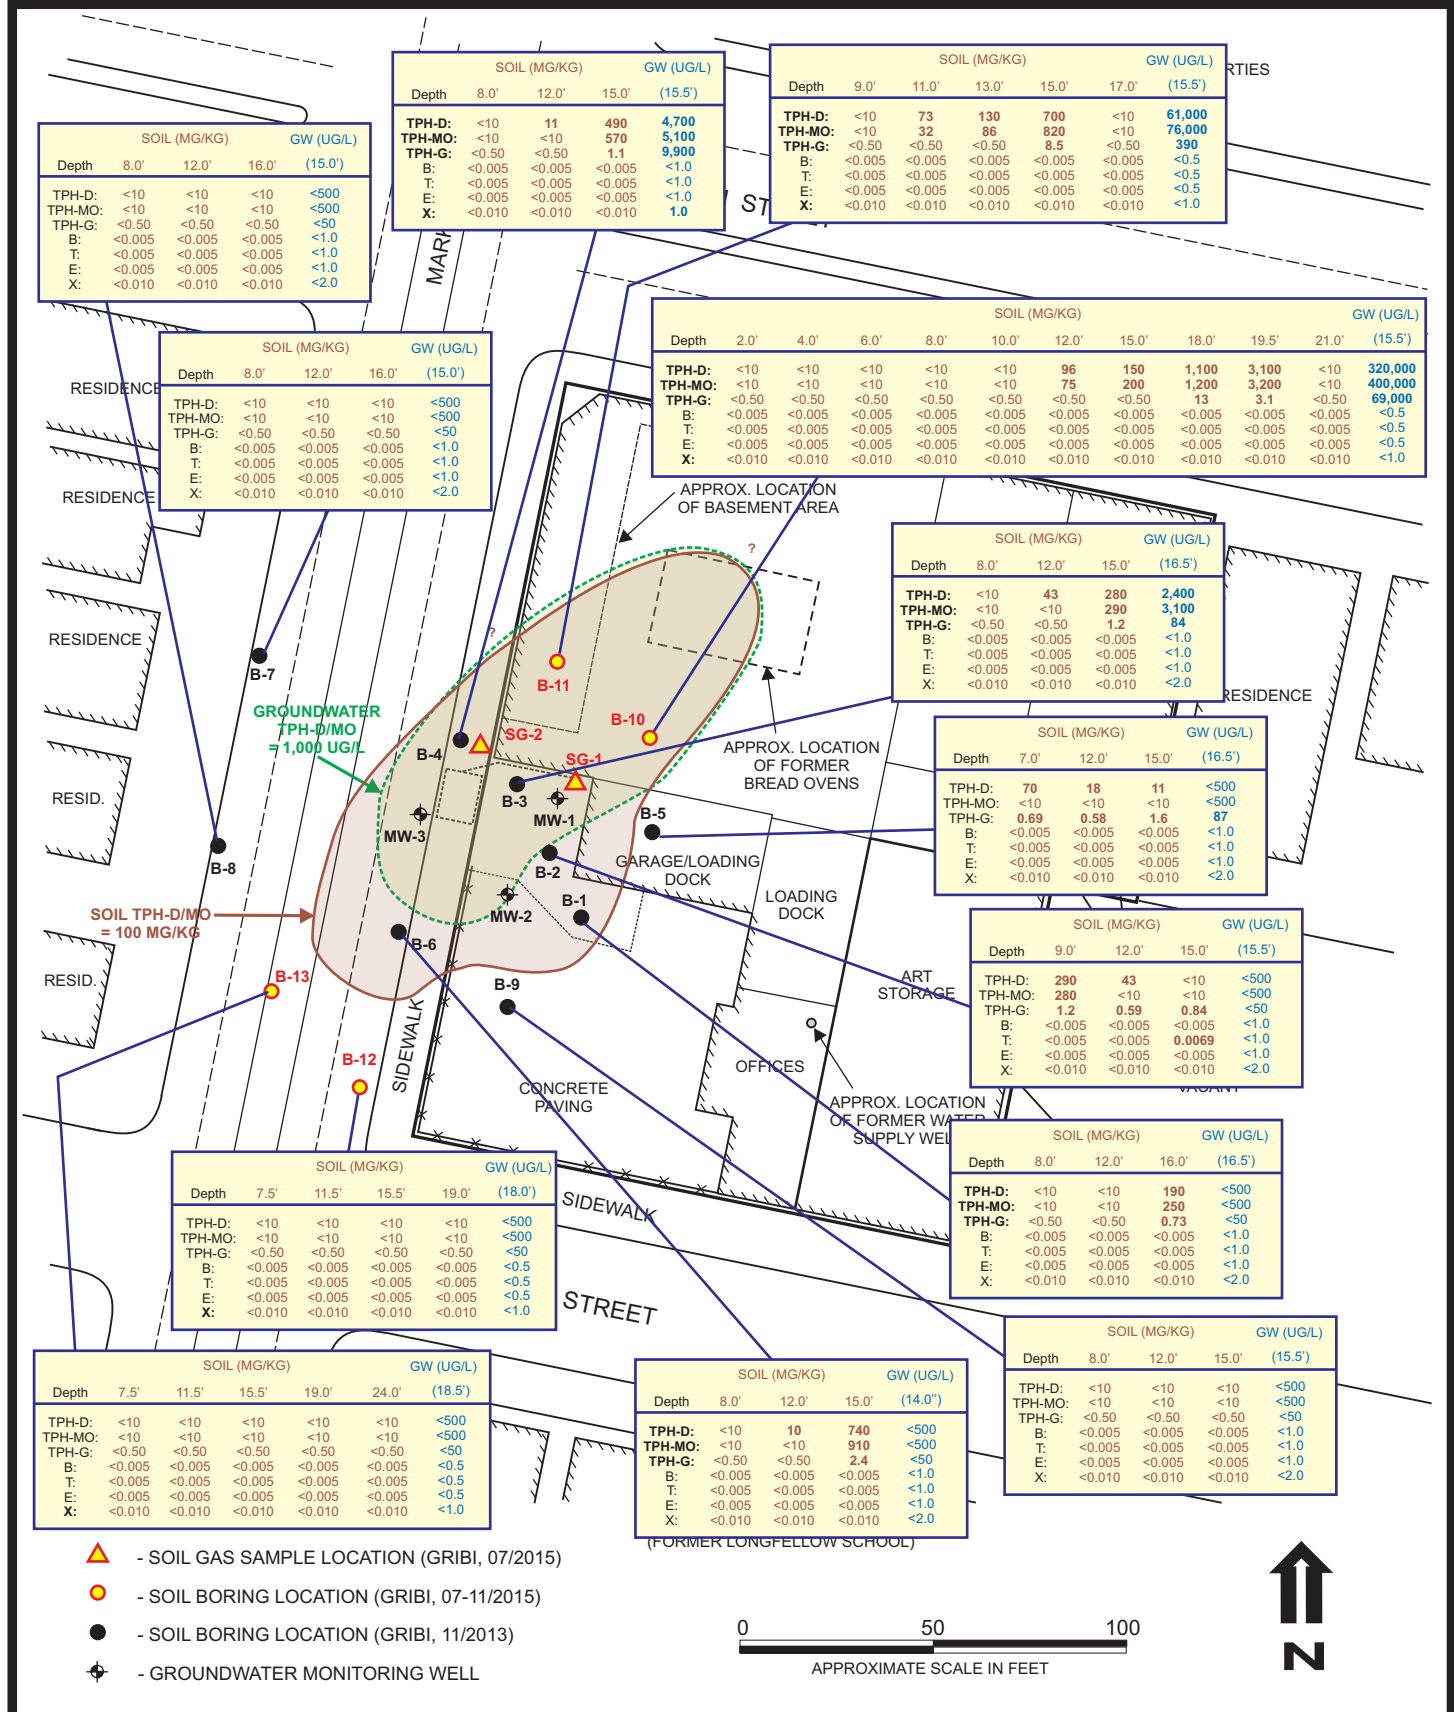 SOIL (MG/KG) GW (UG/L)
Depth 8.0' 12.0' 15.0' (15.5')
TPH-D: <10 11 490 4,700
TPH-MO: <10 <10 570 5,100
TPH-G: <0.50 <0.50 1.1 9,900
B: <0.005 <0.005 <0.005 <1.0
T: <0.005 <0.005 <0.005 <1.0
E: <0.005 <0.005 <0.005 <1.0
X: <0.010 <0.010 <0.010 1.0
SOIL (MG/KG) GW (UG/L)
Depth 9.0' 11.0' 13.0' 15.0' 17.0' (15.5')
TPH-D: <10 73 130 700 <10 61,000
TPH-MO: <10 32 86 820 <10 76,000
TPH-G: <0.50 <0.50 <0.50 8.5 <0.50 390
B: <0.005 <0.005 <0.005 <0.005 <0.005 <0.5
T: <0.005 <0.005 <0.005 <0.005 <0.005 <0.5
E: <0.005 <0.005 <0.005 <0.005 <0.005 <0.5
X: <0.010 <0.010 <0.010 <0.010 <0.010 <1.0
RTIES
SOIL (MG/KG) GW (UG/L)
Depth 8.0' 12.0' 16.0' (15.0')
TPH-D: <10 <10 <10 <500
TPH-MO: <10 <10 <10 <500
TPH-G: <0.50 <0.50 <0.50 <50
B: <0.005 <0.005 <0.005 <1.0
T: <0.005 <0.005 <0.005 <1.0
E: <0.005 <0.005 <0.005 <1.0
X: <0.010 <0.010 <0.010 <2.0
MARK
ST
SOIL (MG/KG) GW (UG/L)
Depth 2.0' 4.0' 6.0' 8.0' 10.0' 12.0' 15.0' 18.0' 19.5' 21.0' (15.5')
TPH-D: <10 <10 <10 <10 <10 96 150 1,100 3,100 <10 320,000
TPH-MO: <10 <10 <10 <10 <10 75 200 1,200 3,200 <10 400,000
TPH-G: <0.50 <0.50 <0.50 <0.50 <0.50 <0.50 <0.50 13 3.1 <0.50 69,000
B: <0.005 <0.005 <0.005 <0.005 <0.005 <0.005 <0.005 <0.005 <0.005 <0.005 <0.5
T: <0.005 <0.005 <0.005 <0.005 <0.005 <0.005 <0.005 <0.005 <0.005 <0.005 <0.5
E: <0.005 <0.005 <0.005 <0.005 <0.005 <0.005 <0.005 <0.005 <0.005 <0.005 <0.5
X: <0.010 <0.010 <0.010 <0.010 <0.010 <0.010 <0.010 <0.010 <0.010 <0.010 <1.0
SOIL (MG/KG) GW (UG/L)
Depth 8.0' 12.0' 16.0' (15.0')
TPH-D: <10 <10 <10 <500
TPH-MO: <10 <10 <10 <500
TPH-G: <0.50 <0.50 <0.50 <50
B: <0.005 <0.005 <0.005 <1.0
T: <0.005 <0.005 <0.005 <1.0
E: <0.005 <0.005 <0.005 <1.0
X: <0.010 <0.010 <0.010 <2.0
RESIDENCE
RESIDENCE
APPROX. LOCATION
OF BASEMENT AREA
?
?
SOIL (MG/KG) GW (UG/L)
Depth 8.0' 12.0' 15.0' (16.5')
TPH-D: <10 43 280 2,400
TPH-MO: <10 <10 290 3,100
TPH-G: <0.50 <0.50 1.2 84
B: <0.005 <0.005 <0.005 <1.0
T: <0.005 <0.005 <0.005 <1.0
E: <0.005 <0.005 <0.005 <1.0
X: <0.010 <0.010 <0.010 <2.0
RESIDENCE
B-7
B-11
RESIDENCE
GROUNDWATER
TPH-D/MO
= 1,000 UG/L
B-10
SG-2
B-4
SG-1
APPROX. LOCATION
OF FORMER
BREAD OVENS
SOIL (MG/KG) GW (UG/L)
Depth 7.0' 12.0' 15.0' (16.5')
TPH-D: 70 18 11 <500
TPH-MO: <10 <10 <10 <500
TPH-G: 0.69 0.58 1.6 87
B: <0.005 <0.005 <0.005 <1.0
T: <0.005 <0.005 <0.005 <1.0
E: <0.005 <0.005 <0.005 <1.0
X: <0.010 <0.010 <0.010 <2.0
RESID.
B-3
MW-1
B-5
MW-3
B-8
B-2
GARAGE/LOADING
DOCK
LOADING
DOCK
B-1
MW-2
SOIL TPH-D/MO
= 100 MG/KG
B-6
RESID.
B-13
B-9
ART
STORAGE
SOIL (MG/KG) GW (UG/L)
Depth 9.0' 12.0' 15.0' (15.5')
TPH-D: 290 43 <10 <500
TPH-MO: 280 <10 <10 <500
TPH-G: 1.2 0.59 0.84 <50
B: <0.005 <0.005 <0.005 <1.0
T: <0.005 <0.005 0.0069 <1.0
E: <0.005 <0.005 <0.005 <1.0
X: <0.010 <0.010 <0.010 <2.0
VACANT
SIDEWALK
B-12
OFFICES
CONCRETE
PAVING
APPROX. LOCATION
OF FORMER WATER
SUPPLY WEL
SOIL (MG/KG) GW (UG/L)
Depth 8.0' 12.0' 16.0' (16.5')
TPH-D: <10 <10 190 <500
TPH-MO: <10 <10 250 <500
TPH-G: <0.50 <0.50 0.73 <50
B: <0.005 <0.005 <0.005 <1.0
T: <0.005 <0.005 <0.005 <1.0
E: <0.005 <0.005 <0.005 <1.0
X: <0.010 <0.010 <0.010 <2.0
SOIL (MG/KG) GW (UG/L)
Depth 7.5' 11.5' 15.5' 19.0' (18.0')
TPH-D: <10 <10 <10 <10 <500
TPH-MO: <10 <10 <10 <10 <500
TPH-G: <0.50 <0.50 <0.50 <0.50 <50
B: <0.005 <0.005 <0.005 <0.005 <0.5
T: <0.005 <0.005 <0.005 <0.005 <0.5
E: <0.005 <0.005 <0.005 <0.005 <0.5
X: <0.010 <0.010 <0.010 <0.010 <1.0
SIDEWALK
STREET
SOIL (MG/KG) GW (UG/L)
Depth 8.0' 12.0' 15.0' (15.5')
TPH-D: <10 <10 <10 <500
TPH-MO: <10 <10 <10 <500
TPH-G: <0.50 <0.50 <0.50 <50
B: <0.005 <0.005 <0.005 <1.0
T: <0.005 <0.005 <0.005 <1.0
E: <0.005 <0.005 <0.005 <1.0
X: <0.010 <0.010 <0.010 <2.0
SOIL (MG/KG) GW (UG/L)
Depth 7.5' 11.5' 15.5' 19.0' 24.0' (18.5')
TPH-D: <10 <10 <10 <10 <10 <500
TPH-MO: <10 <10 <10 <10 <10 <500
TPH-G: <0.50 <0.50 <0.50 <0.50 <0.50 <50
B: <0.005 <0.005 <0.005 <0.005 <0.005 <0.5
T: <0.005 <0.005 <0.005 <0.005 <0.005 <0.5
E: <0.005 <0.005 <0.005 <0.005 <0.005 <0.5
X: <0.010 <0.010 <0.010 <0.010 <0.010 <1.0
SOIL (MG/KG) GW (UG/L)
Depth 8.0' 12.0' 15.0' (14.0'')
TPH-D: <10 10 740 <500
TPH-MO: <10 <10 910 <500
TPH-G: <0.50 <0.50 2.4 <50
B: <0.005 <0.005 <0.005 <1.0
T: <0.005 <0.005 <0.005 <1.0
E: <0.005 <0.005 <0.005 <1.0
X: <0.010 <0.010 <0.010 <2.0
(FORMER LONGFELLOW SCHOOL)
- SOIL GAS SAMPLE LOCATION (GRIBI, 07/2015)
- SOIL BORING LOCATION (GRIBI, 07-11/2015)
- SOIL BORING LOCATION (GRIBI, 11/2013)
- GROUNDWATER MONITORING WELL
0 50 100
APPROXIMATE SCALE IN FEET
N